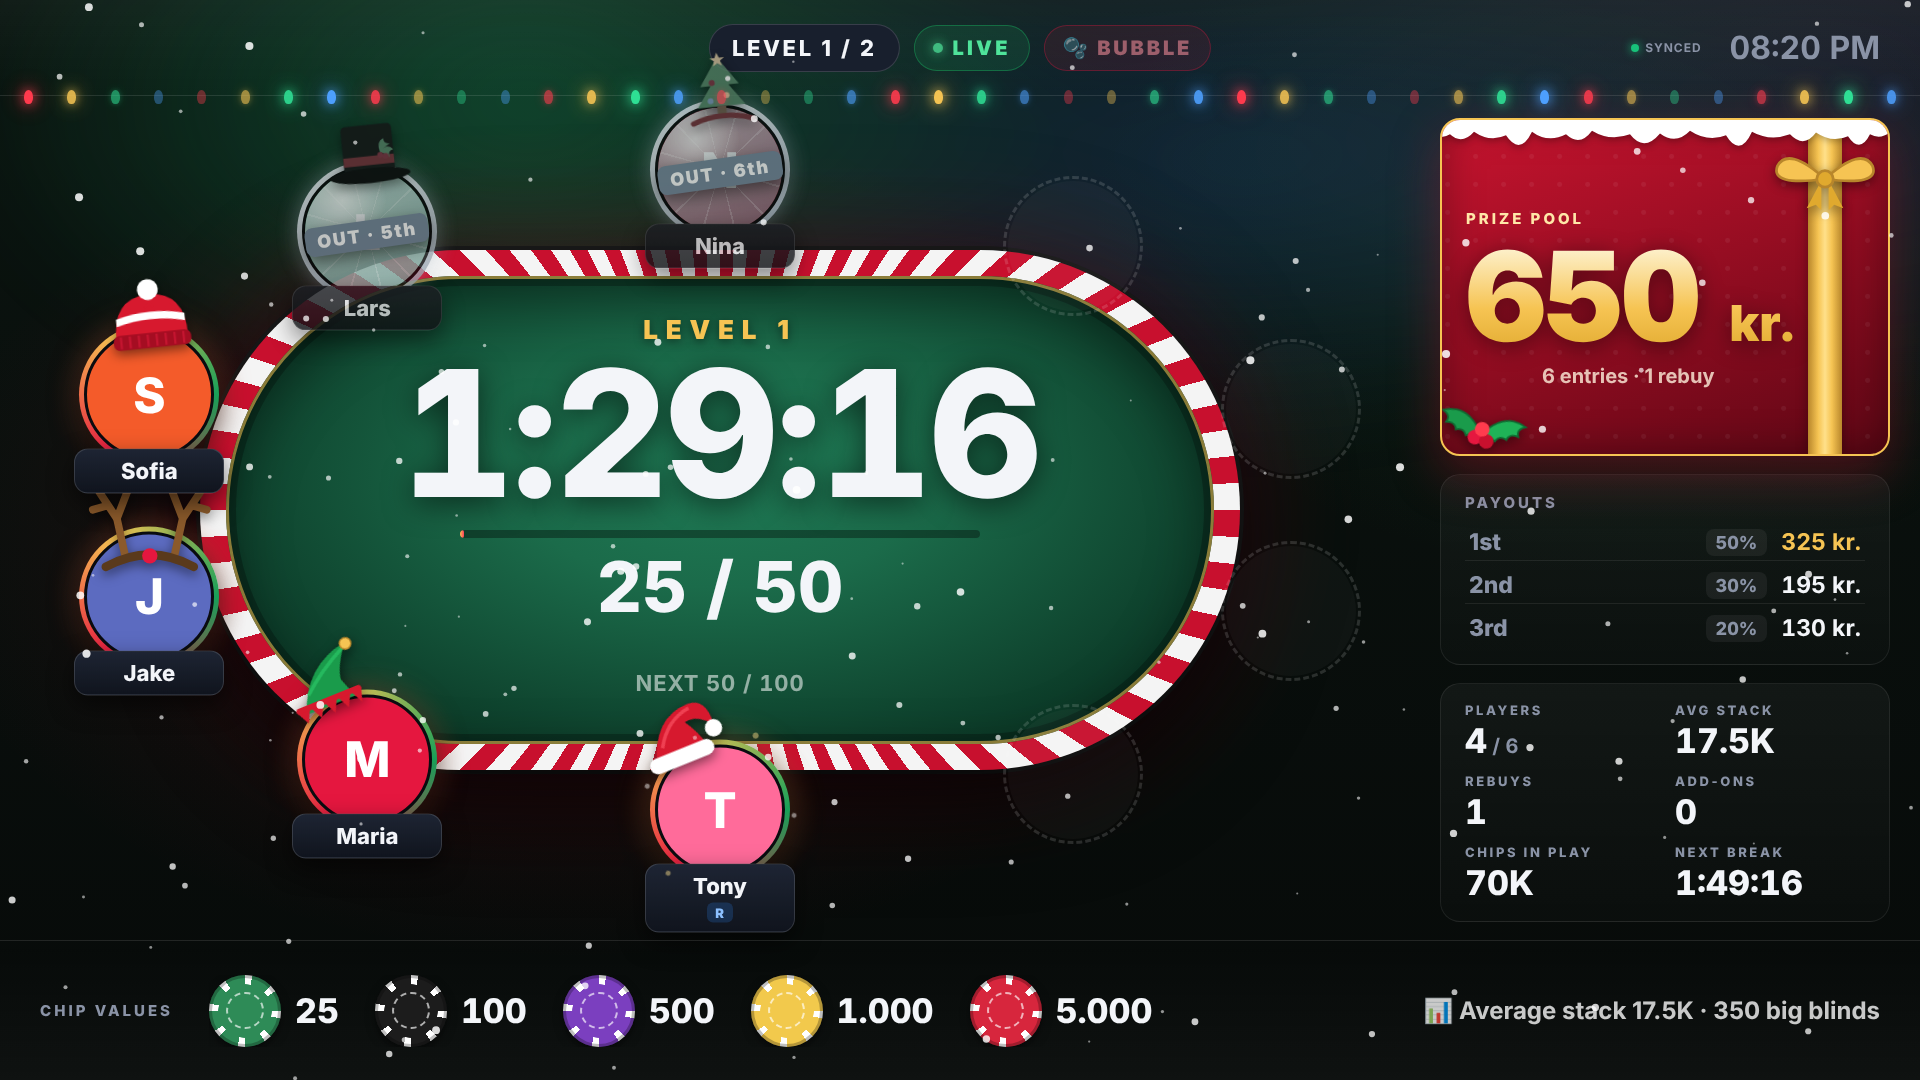 LEVEL 1 / 2
LIVE
BUBBLE
SYNCED
08:20 PM
OUT · 6th
Nina
OUT · 5th
Lars
S
Sofia
J
Jake
M
Maria
T
Tony
R
LEVEL 1
1:29:16
25 / 50
NEXT 50 / 100
PRIZE POOL
650 kr.
6 entries · 1 rebuy
PAYOUTS
1st 50% 325 kr.
2nd 30% 195 kr.
3rd 20% 130 kr.
PLAYERS
4 / 6
AVG STACK
17.5K
REBUYS
1
ADD-ONS
0
CHIPS IN PLAY
70K
NEXT BREAK
1:49:16
CHIP VALUES
25
100
500
1.000
5.000
Average stack 17.5K · 350 big blinds